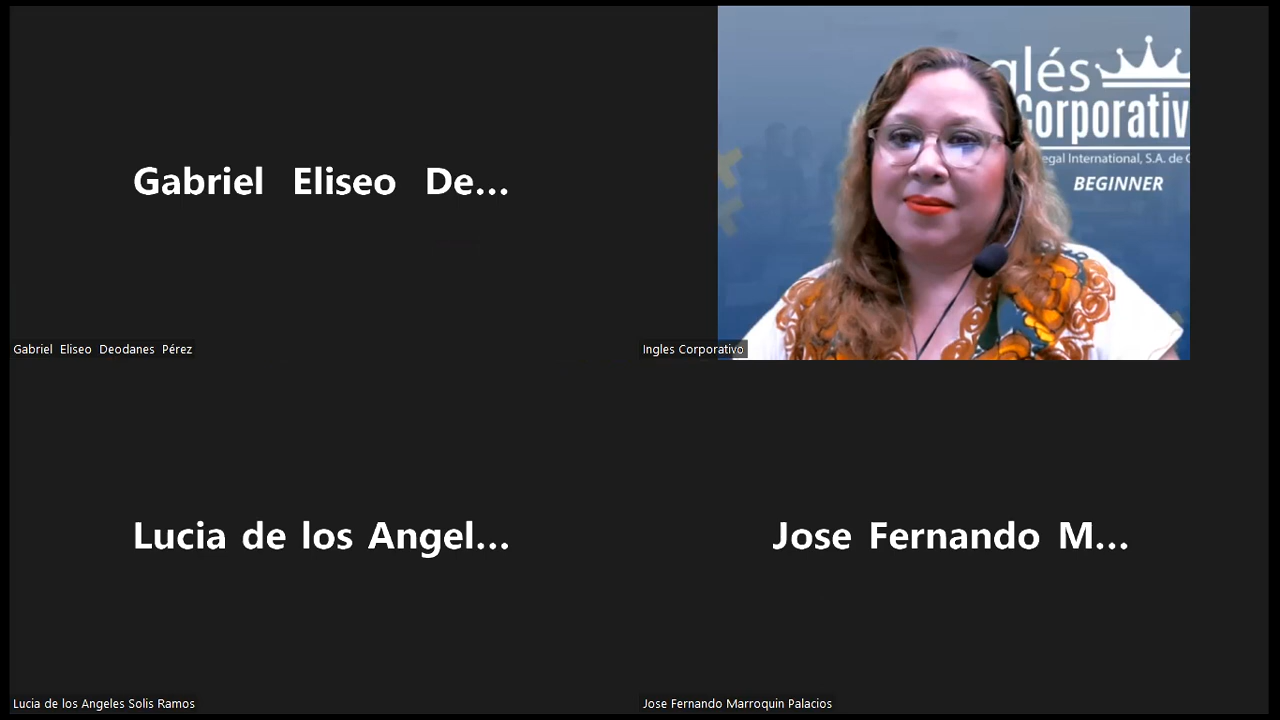 Gabriel Eliseo De...
Gabriel Eliseo Deodanes Pérez
glés
Corporativ
egal International, S.A. de C
BEGINNER
Ingles Corporativo
Lucia de los Angel...
Lucia de los Angeles Solis Ramos
Jose Fernando M...
Jose Fernando Marroquin Palacios